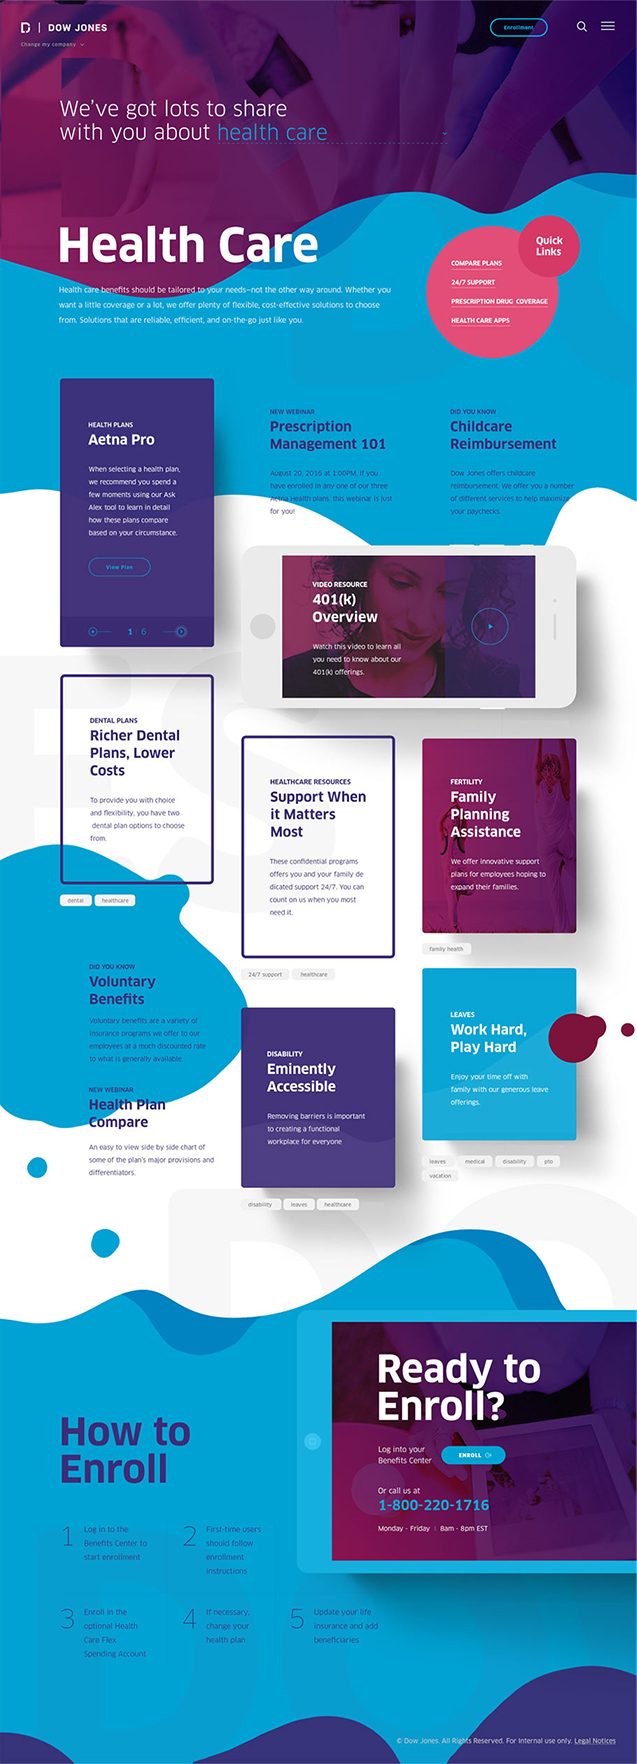 DOW JONES
Change my company
Enrollment
We've got lots to share
with you about health care
Health Care
Health care benefits should be tailored to your needs—not the other way around. Whether you
want a little coverage or a lot, we offer plenty of flexible, cost-effective solutions to choose
from. Solutions that are reliable, efficient, and on-the-go just like you.
Quick
Links
COMPARE PLANS
24/7 SUPPORT
PRESCRIPTION DRUG COVERAGE
HEALTH CARE APPS
HEALTH PLANS
Aetna Pro
When selecting a health plan,
we recommend you spend a
few moments using our Ask
Alex tool to learn in detail
how these plans compare
based on your circumstance.
View Plan
1 | 6
NEW WEBINAR
Prescription
Management 101
August 20, 2016 at 1:00PM. If you
have enrolled in any one of our three
Aetna Health plans, this webinar is just
for you!
DID YOU KNOW
Childcare
Reimbursement
Dow Jones offers childcare
reimbursement. We offer you a number
of different services to help maximize
your paychecks.
VIDEO RESOURCE
401(k)
Overview
Watch this video to learn all
you need to know about our
401(k) offerings.
DENTAL PLANS
Richer Dental
Plans, Lower
Costs
To provide you with choice
and flexibility, you have two
dental plan options to choose
from.
dental
healthcare
HEALTHCARE RESOURCES
Support When
it Matters
Most
These confidential programs
offers you and your family de
dicated support 24/7. You can
count on us when you most
need it.
24/7 support
healthcare
FERTILITY
Family
Planning
Assistance
We offer innovative support
plans for employees hoping to
expand their families.
family health
DID YOU KNOW
Voluntary
Benefits
Voluntary benefits are a variety of
insurance programs we offer to our
employees at a much discounted rate
to what is generally available
NEW WEBINAR
Health Plan
Compare
An easy to view side by side chart of
some of the plan's major provisions and
differentiators.
DISABILITY
Eminently
Accessible
Removing barriers is important
to creating a functional
workplace for everyone
disability
leaves
healthcare
LEAVES
Work Hard,
Play Hard
Enjoy your time off with
family with our generous leave
offerings.
leaves
medical
disability
pto
vacation
How to
Enroll
1 Log in to the
Benefits Center to
start enrollment
2 First-time users
should follow
enrollment
instructions
3 Enroll in the
optional Health
Care Flex
Spending Account
4 If necessary,
change your
health plan
5 Update your life
insurance and add
beneficiaries
Ready to
Enroll?
Log into your
Benefits Center
ENROLL
Or call us at
1-800-220-1716
Monday - Friday | 8am - 8pm EST
© Dow Jones. All Rights Reserved. For Internal use only. Legal Notices